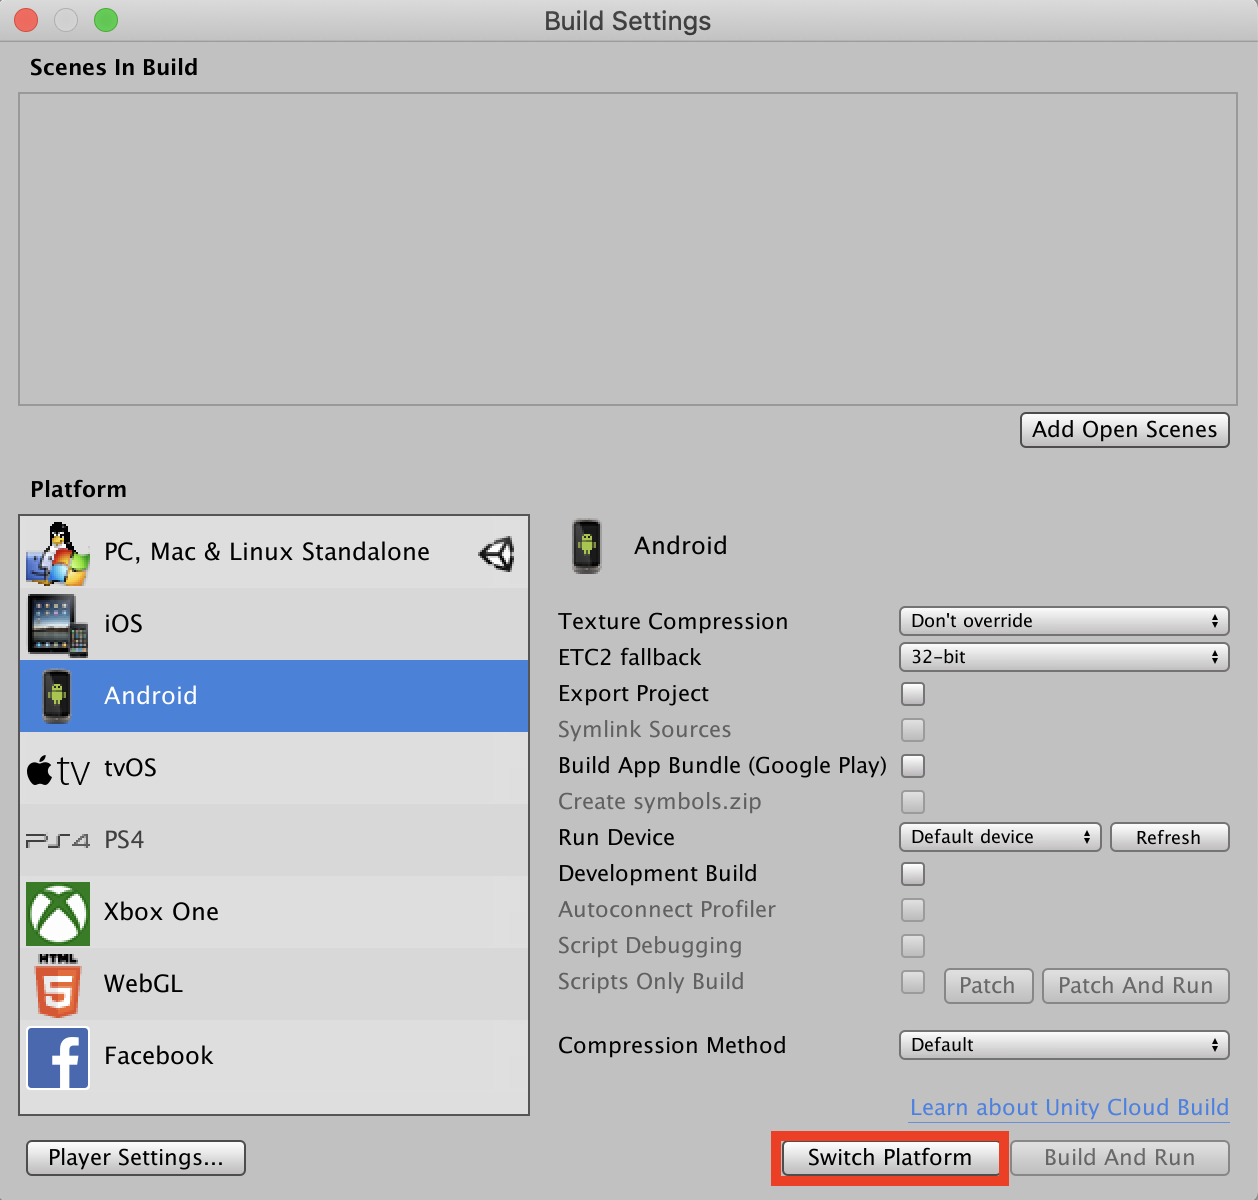 Build Settings
Scenes In Build
Add Open Scenes
Platform
PC, Mac & Linux Standalone
iOS
Android
tv tvOS
PS4 PS4
Xbox One
HTML 5 WebGL
f Facebook
Android
Texture Compression Don't override
ETC2 fallback 32-bit
Export Project
Symlink Sources
Build App Bundle (Google Play)
Create symbols.zip
Run Device Default device Refresh
Development Build
Autoconnect Profiler
Script Debugging
Scripts Only Build Patch Patch And Run
Compression Method Default
Learn about Unity Cloud Build
Player Settings... Switch Platform Build And Run